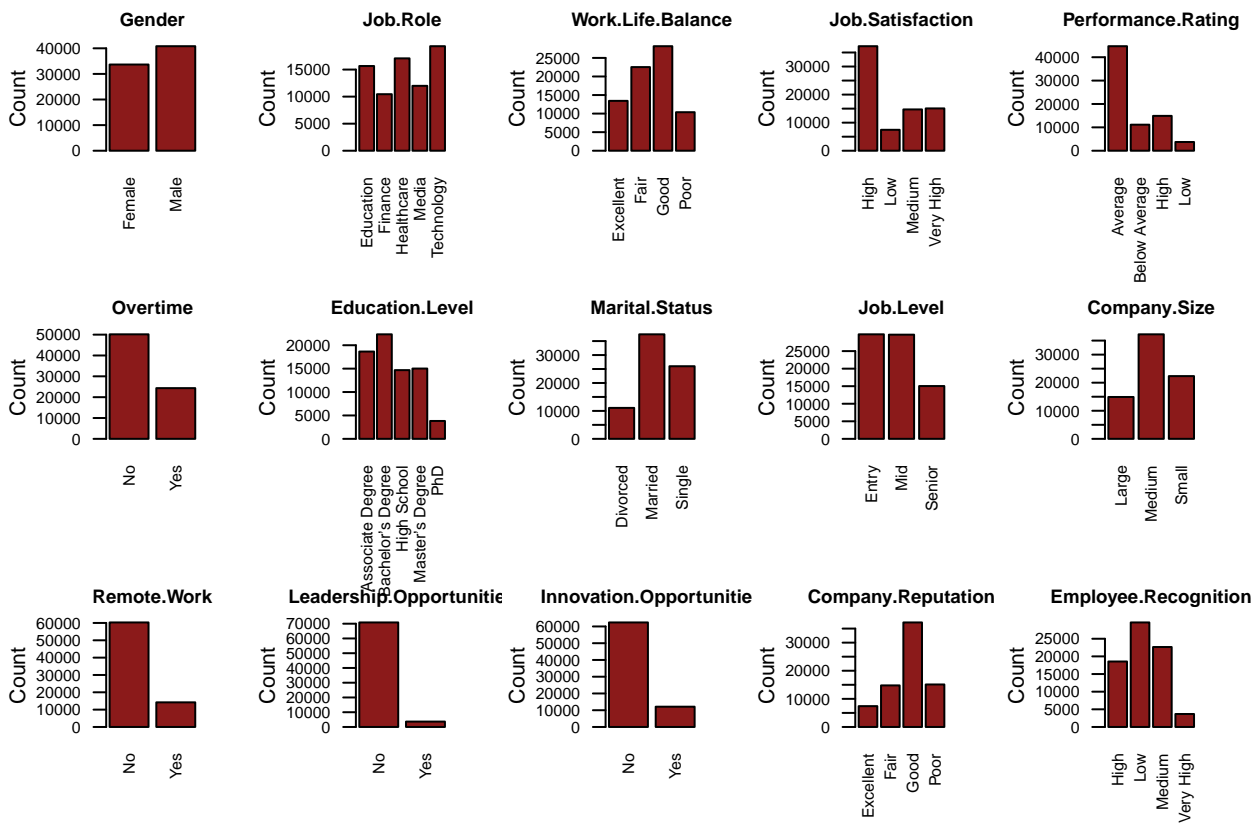 Gender
Count
40000
30000
20000
10000
0
Female
Male
Job.Role
Count
15000
10000
5000
0
Education
Finance
Healthcare
Media
Technology
Work.Life.Balance
Count
25000
20000
15000
10000
5000
0
Excellent
Fair
Good
Poor
Job.Satisfaction
Count
30000
20000
10000
0
High
Low
Medium
Very High
Performance.Rating
Count
40000
30000
20000
10000
0
Average
Below Average
High
Low
Overtime
Count
50000
40000
30000
20000
10000
0
No
Yes
Education.Level
Count
20000
15000
10000
5000
0
Associate Degree
Bachelor's Degree
High School
Master's Degree
PhD
Marital.Status
Count
30000
20000
10000
0
Divorced
Married
Single
Job.Level
Count
25000
20000
15000
10000
5000
0
Entry
Mid
Senior
Company.Size
Count
30000
20000
10000
0
Large
Medium
Small
Remote.Work
Count
60000
50000
40000
30000
20000
10000
0
No
Yes
Leadership.Opportunitie
Count
70000
60000
50000
40000
30000
20000
10000
0
No
Yes
Innovation.Opportunitie
Count
60000
50000
40000
30000
20000
10000
0
No
Yes
Company.Reputation
Count
30000
20000
10000
0
Excellent
Fair
Good
Poor
Employee.Recognition
Count
25000
20000
15000
10000
5000
0
High
Low
Medium
Very High